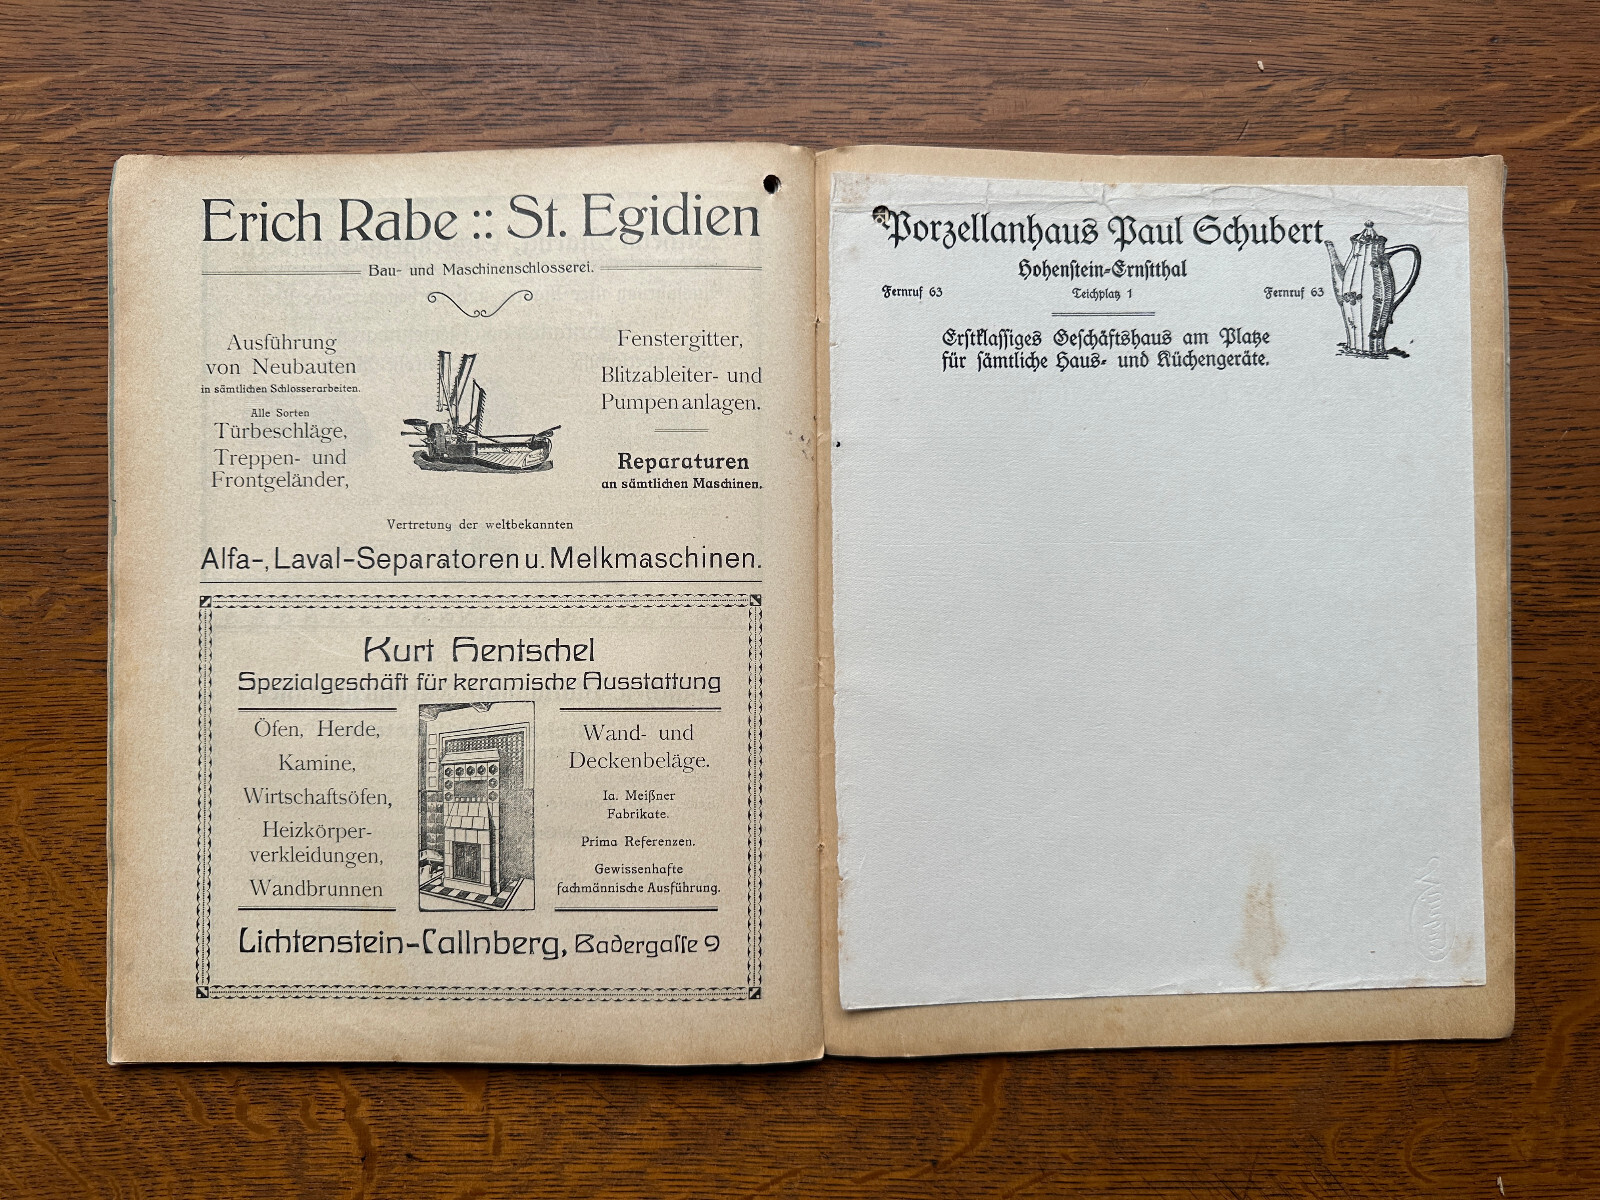 Erich Rabe :: St. Egidien
Bau- und Maschinenschlosserei.
Ausführung
von Neubauten
in sämtlichen Schlosserarbeiten.
Alle Sorten
Türbeschläge,
Treppen- und
Frontgeländer,
Fenstergitter,
Blitzableiter- und
Pumpenanlagen.
Reparaturen
an sämtlichen Maschinen.
Vertretung der weltbekannten
Alfa-, Laval-Separatoren u. Melkmaschinen.
Kurt Hentschel
Spezialgeschäft für keramische Ausstattung
Öfen, Herde,
Kamine,
Wirtschaftsöfen,
Heizkörper-
verkleidungen,
Wandbrunnen
Wand- und
Deckenbeläge.
Ia. Meißner
Fabrikate.
Prima Referenzen.
Gewissenhafte
fachmännische Ausführung.
Lichtenstein-Callnberg, Badergasse 9
Porzellanhaus Paul Schubert
Hohenstein-Ernstthal
Fernruf 63 Teichplatz 1 Fernruf 63
Erstklassiges Geschäftshaus am Platze
für sämtliche Haus- und Küchengeräte.